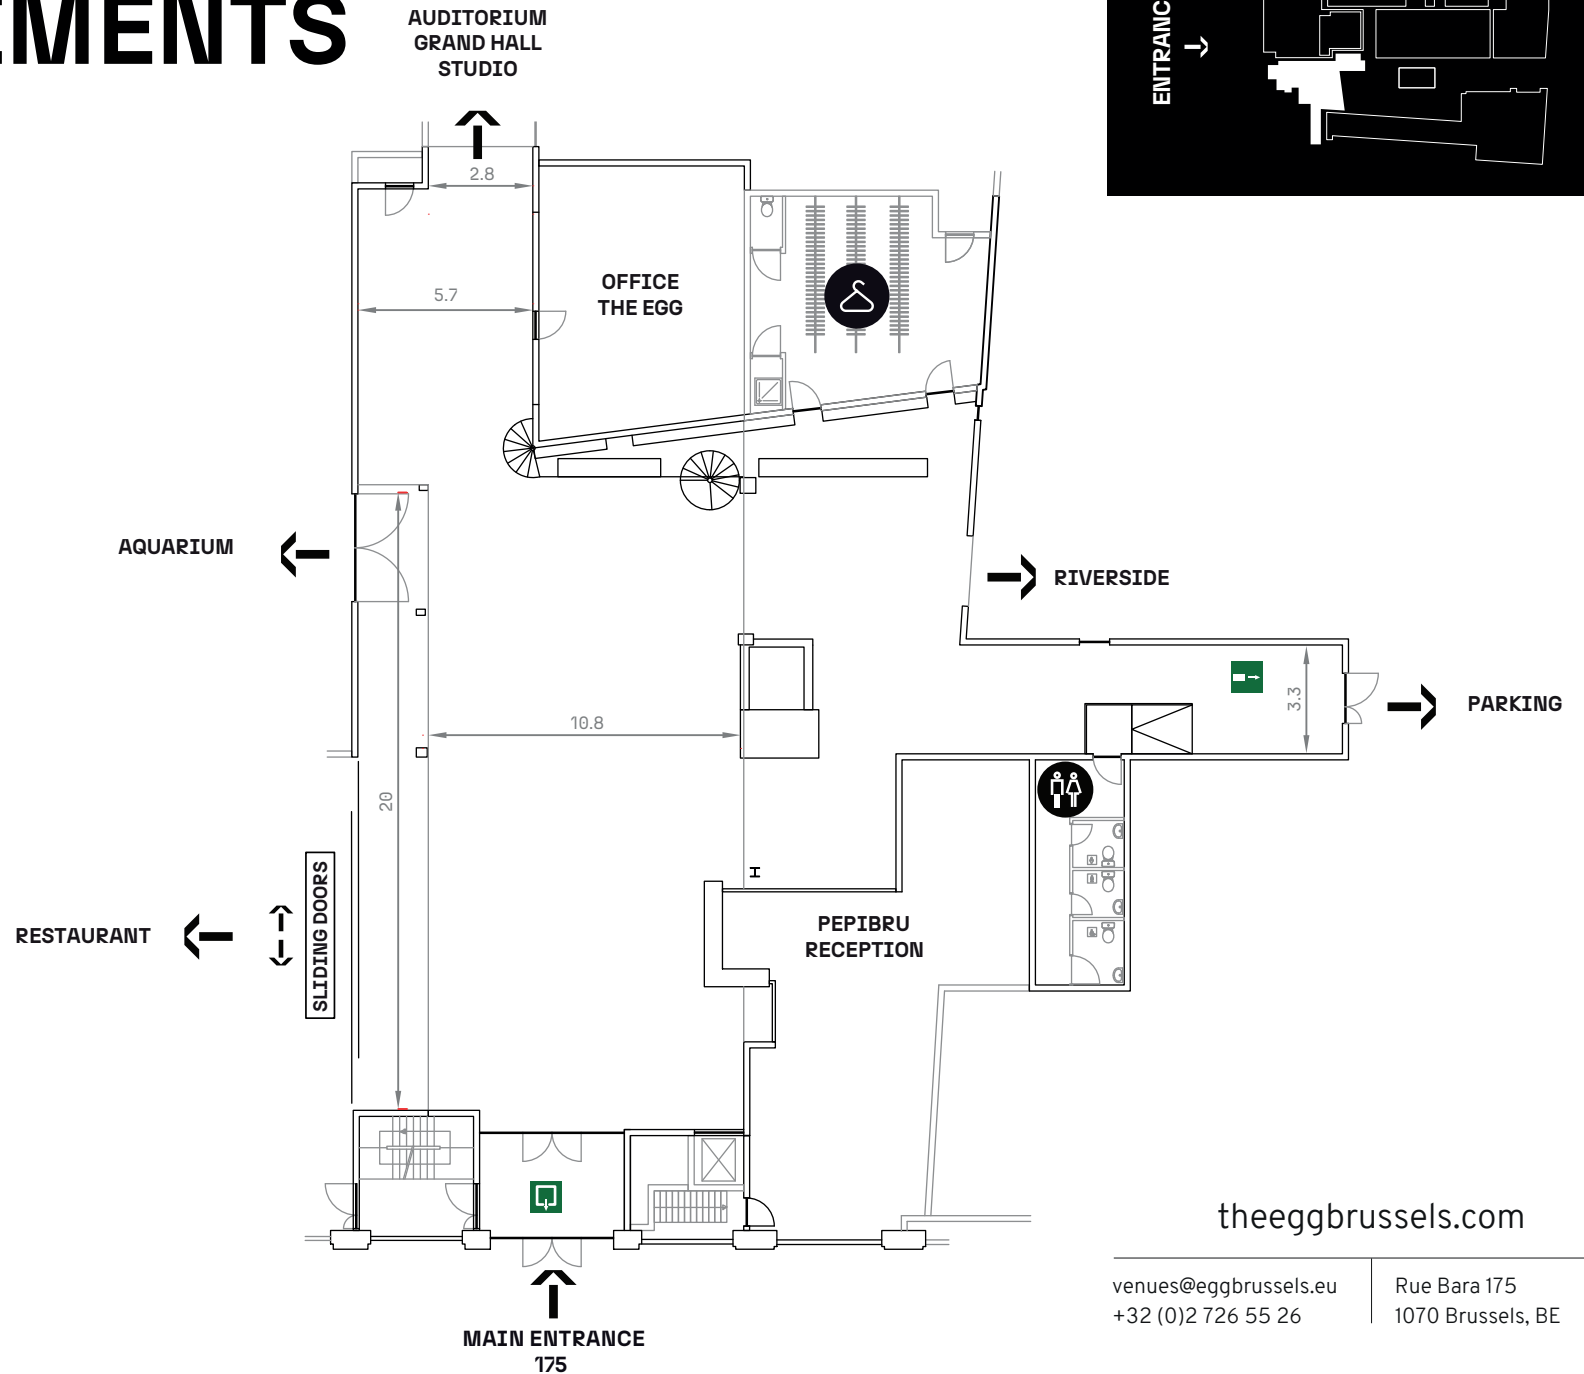 AUDITORIUM
GRAND HALL
STUDIO
2.8
5.7
OFFICE
THE EGG
AQUARIUM
RIVERSIDE
PARKING
3.3
10.8
20
SLIDING DOORS
RESTAURANT
PEPIBRU
RECEPTION
MAIN ENTRANCE
175
theeggbrussels.com
venues@eggbrussels.eu
+32 (0)2 726 55 26
Rue Bara 175
1070 Brussels, BE